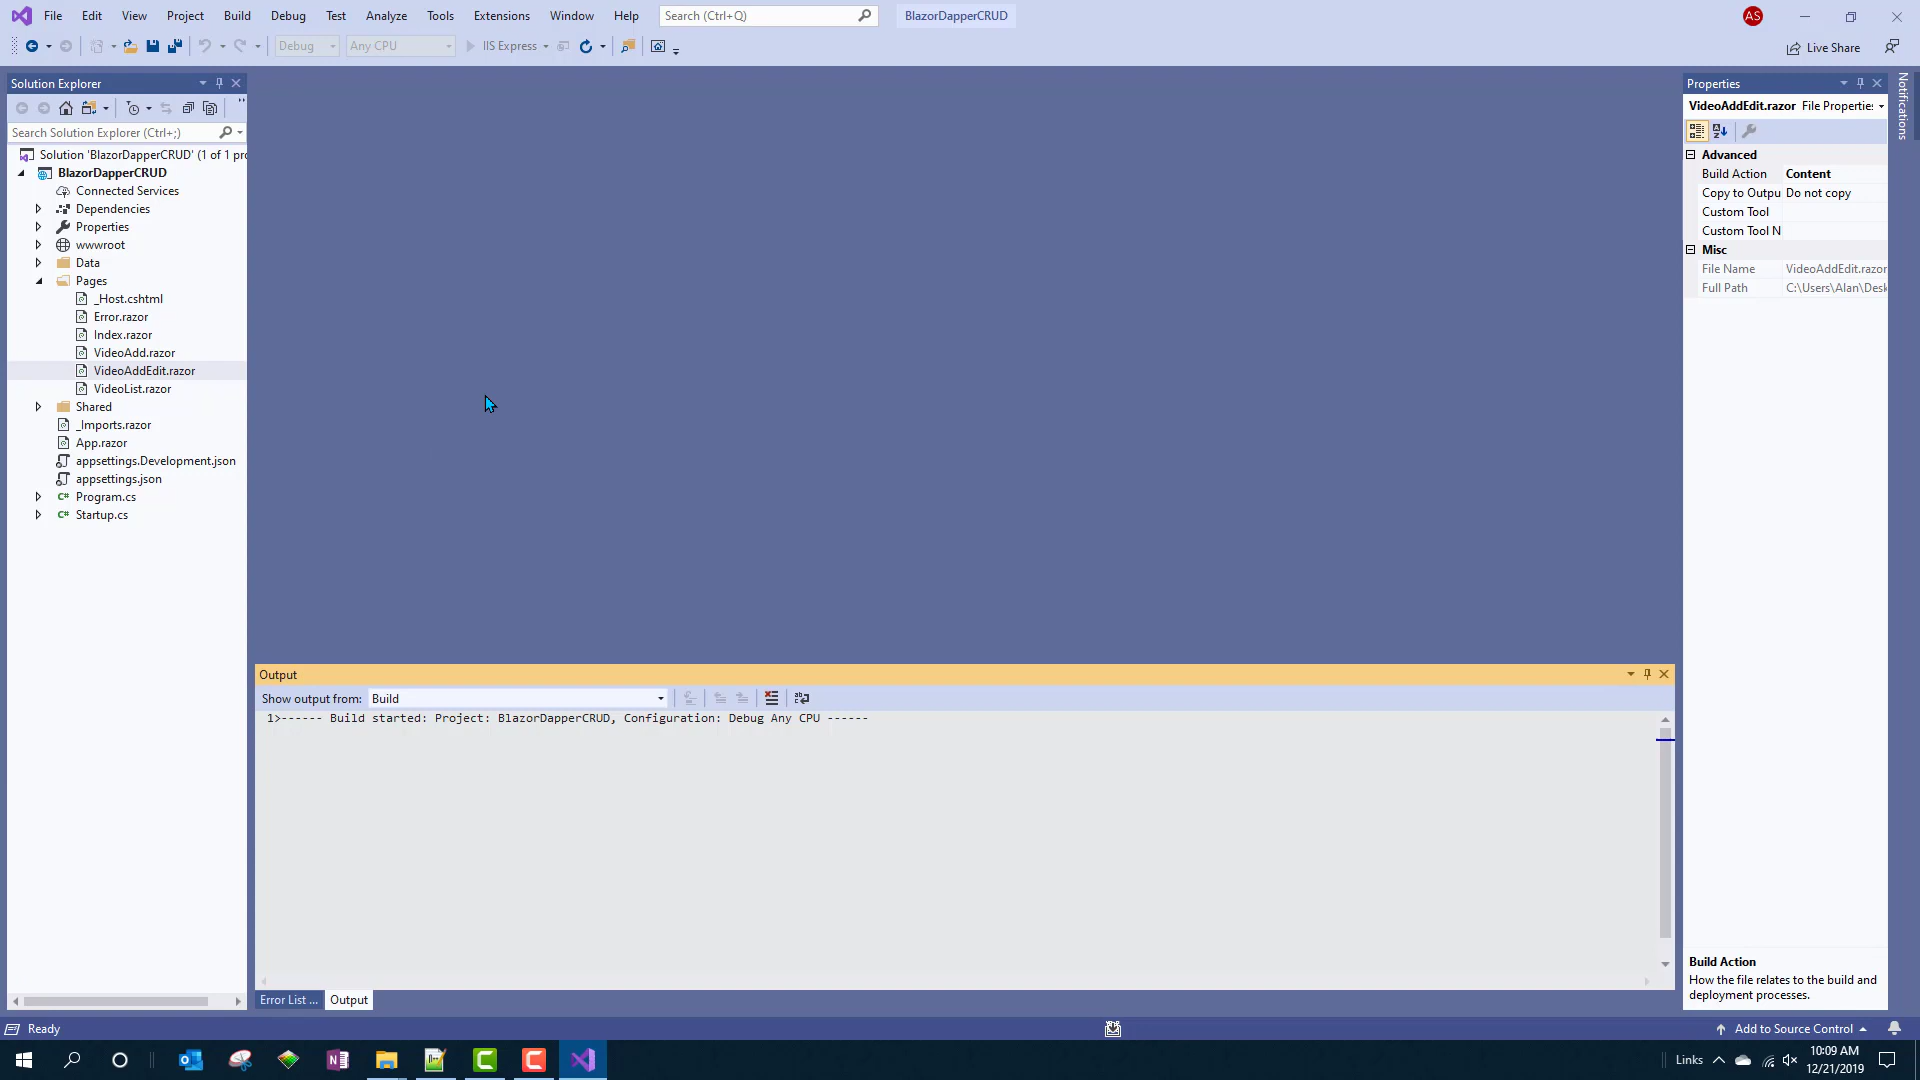 File Edit View Project Build Debug Test Analyze Tools Extensions Window Help Search (Ctrl+Q) BlazorDapperCRUD AS
Debug Any CPU IIS Express Live Share
Notifications
Solution Explorer
Search Solution Explorer (Ctrl+;)
Solution 'BlazorDapperCRUD' (1 of 1 pro
BlazorDapperCRUD
Connected Services
Dependencies
Properties
wwwroot
Data
Pages
_Host.cshtml
Error.razor
Index.razor
VideoAdd.razor
VideoAddEdit.razor
VideoList.razor
Shared
_Imports.razor
App.razor
appsettings.Development.json
appsettings.json
C# Program.cs
C# Startup.cs
Output
Show output from: Build
1>------ Build started: Project: BlazorDapperCRUD, Configuration: Debug Any CPU ------
Error List ... Output
Properties
VideoAddEdit.razor File Properties
Advanced
Build Action Content
Copy to Outpu Do not copy
Custom Tool
Custom Tool N
Misc
File Name VideoAddEdit.razor
Full Path C:\Users\Alan\Desk
Build Action
How the file relates to the build and
deployment processes.
Ready Add to Source Control
Links 10:09 AM
12/21/2019